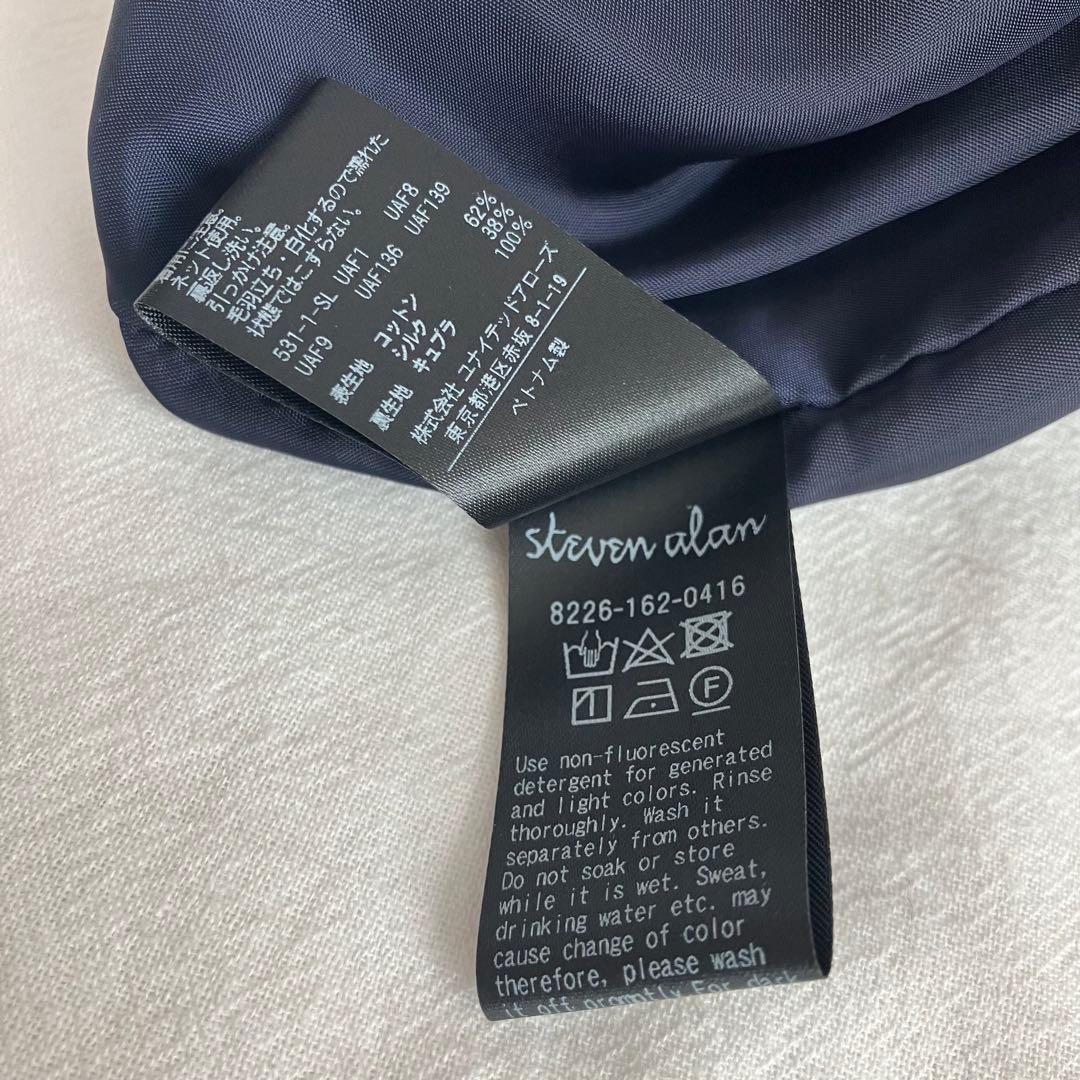 ネット使用。
裏返し洗い。
引っかけ注意。
毛羽立ち・白化するので濡れた
状態ではこすらない。
531-1-SL UAF1 UAF8
UAF9 UAF136 UAF139
表生地 コットン 62%
シルク 38%
裏生地 キュプラ 100%
株式会社 ユナイテッドアローズ
東京都港区赤坂 8-1-19
ベトナム製
steven alan
8226-162-0416
F
Use non-fluorescent
detergent for generated
and light colors. Rinse
thoroughly. Wash it
separately from others.
Do not soak or store
while it is wet. Sweat,
drinking water etc. may
cause change of color
therefore, please wash
it off promptly For dark